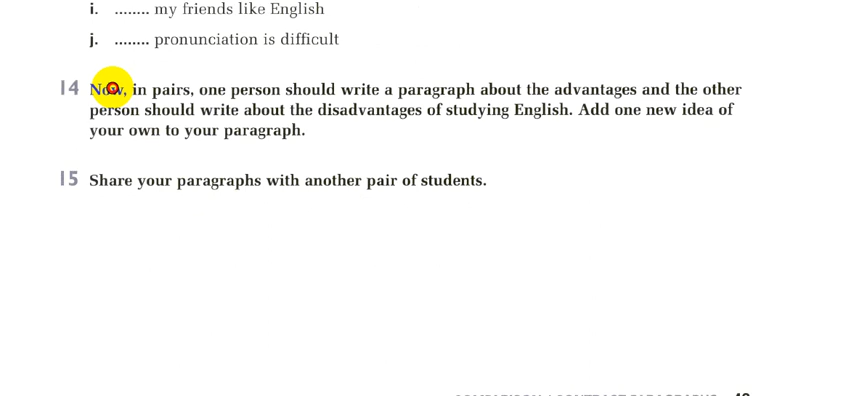 i. ........ my friends like English
j. ........ pronunciation is difficult
14 Now, in pairs, one person should write a paragraph about the advantages and the other
person should write about the disadvantages of studying English. Add one new idea of
your own to your paragraph.
15 Share your paragraphs with another pair of students.